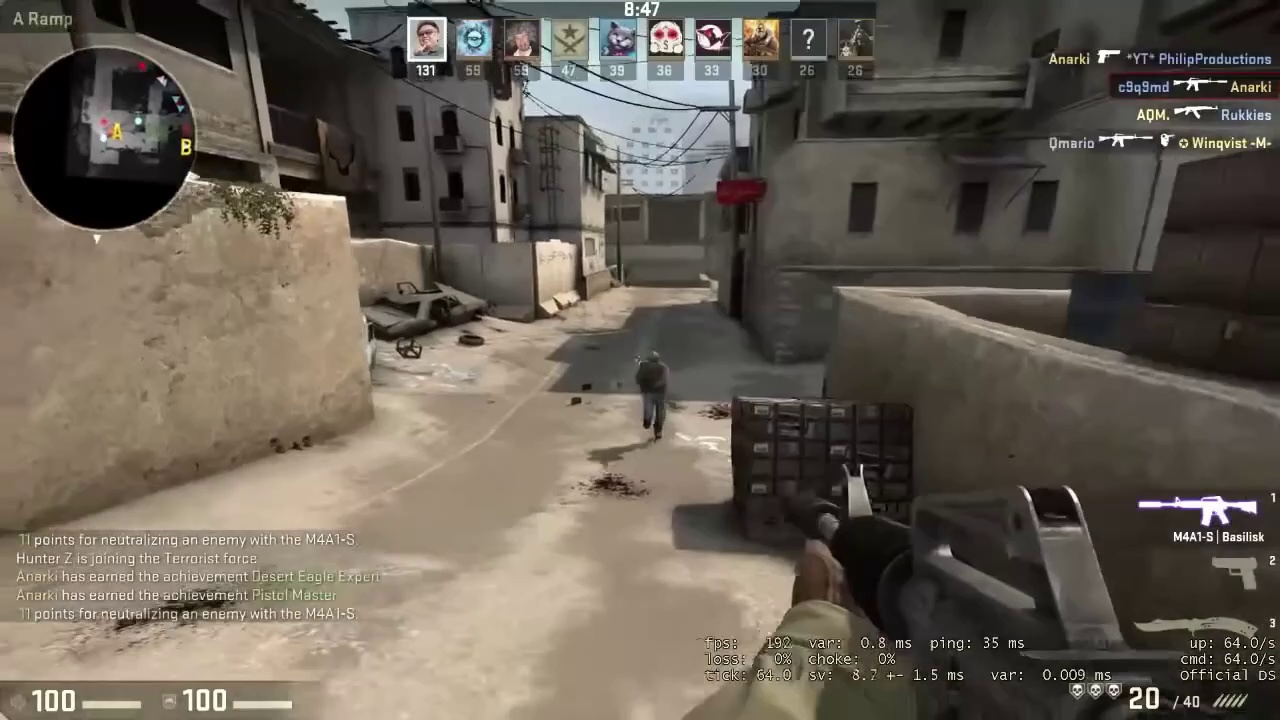 A Ramp
8:47
131 59 59 47 39 36 33 30 26 26
?
A
B
Anarki *YT* PhilipProductions
c9q9md Anarki
AQM. Rukkies
Qmario Winqvist -M-
1
M4A1-S | Basilisk
2
3
11 points for neutralizing an enemy with the M4A1-S.
Hunter Z is joining the Terrorist force
Anarki has earned the achievement Desert Eagle Expert
Anarki has earned the achievement Pistol Master
11 points for neutralizing an enemy with the M4A1-S.
fps: 192 var: 0.8 ms ping: 35 ms up: 64.0/s
loss: 0% choke: 0% cmd: 64.0/s
tick: 64.0 sv: 8.2 +- 1.5 ms var: 0.009 ms Official DS
100 100
20 / 40